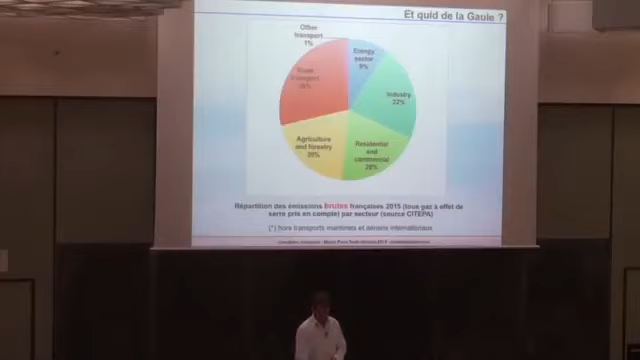 Et quid de la Gaule ?
Other
transport
1%
Energy
sector
9%
Road
transport
Industry
22%
Agriculture
and forestry
20%
Residential
and
commercial
20%
Répartition des émissions brutes françaises 2015 (tous gaz à effet de
serre pris en compte) par secteur (source CITEPA)
(*) hors transports maritimes et aériens internationaux